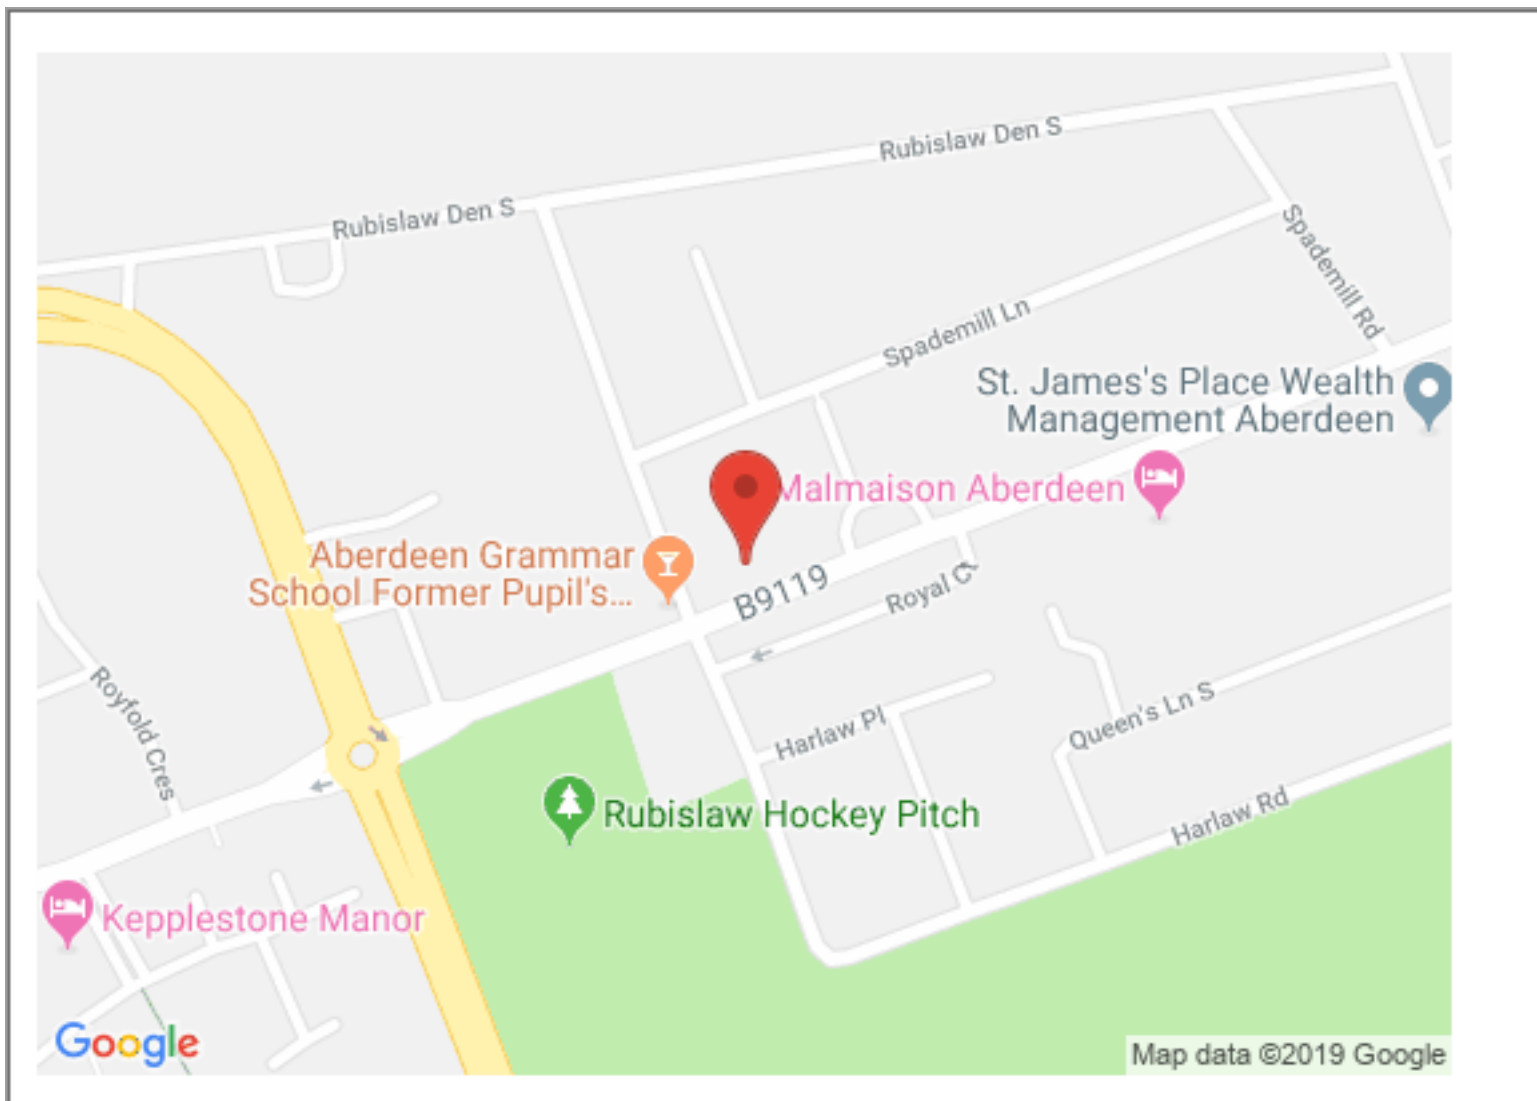 Rubislaw Den S
Rubislaw Den S
Spademill Rd
Spademill Ln
St. James's Place Wealth
Management Aberdeen
Malmaison Aberdeen
Aberdeen Grammar
School Former Pupil's...
B9119
Royal Ct
Royfold Cres
Harlaw Pl
Queen's Ln S
Rubislaw Hockey Pitch
Harlaw Rd
Kepplestone Manor
Google
Map data ©2019 Google